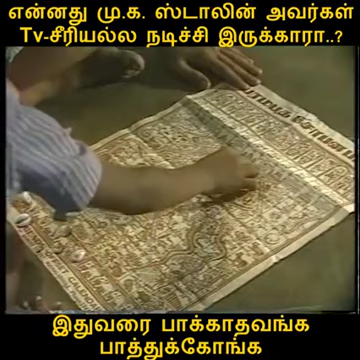 என்னது மு.க. ஸ்டாலின் அவர்கள்
Tv-சீரியல்ல நடிச்சி இருக்காரா..?
இதுவரை பாக்காதவங்க
பாத்துக்கோங்க